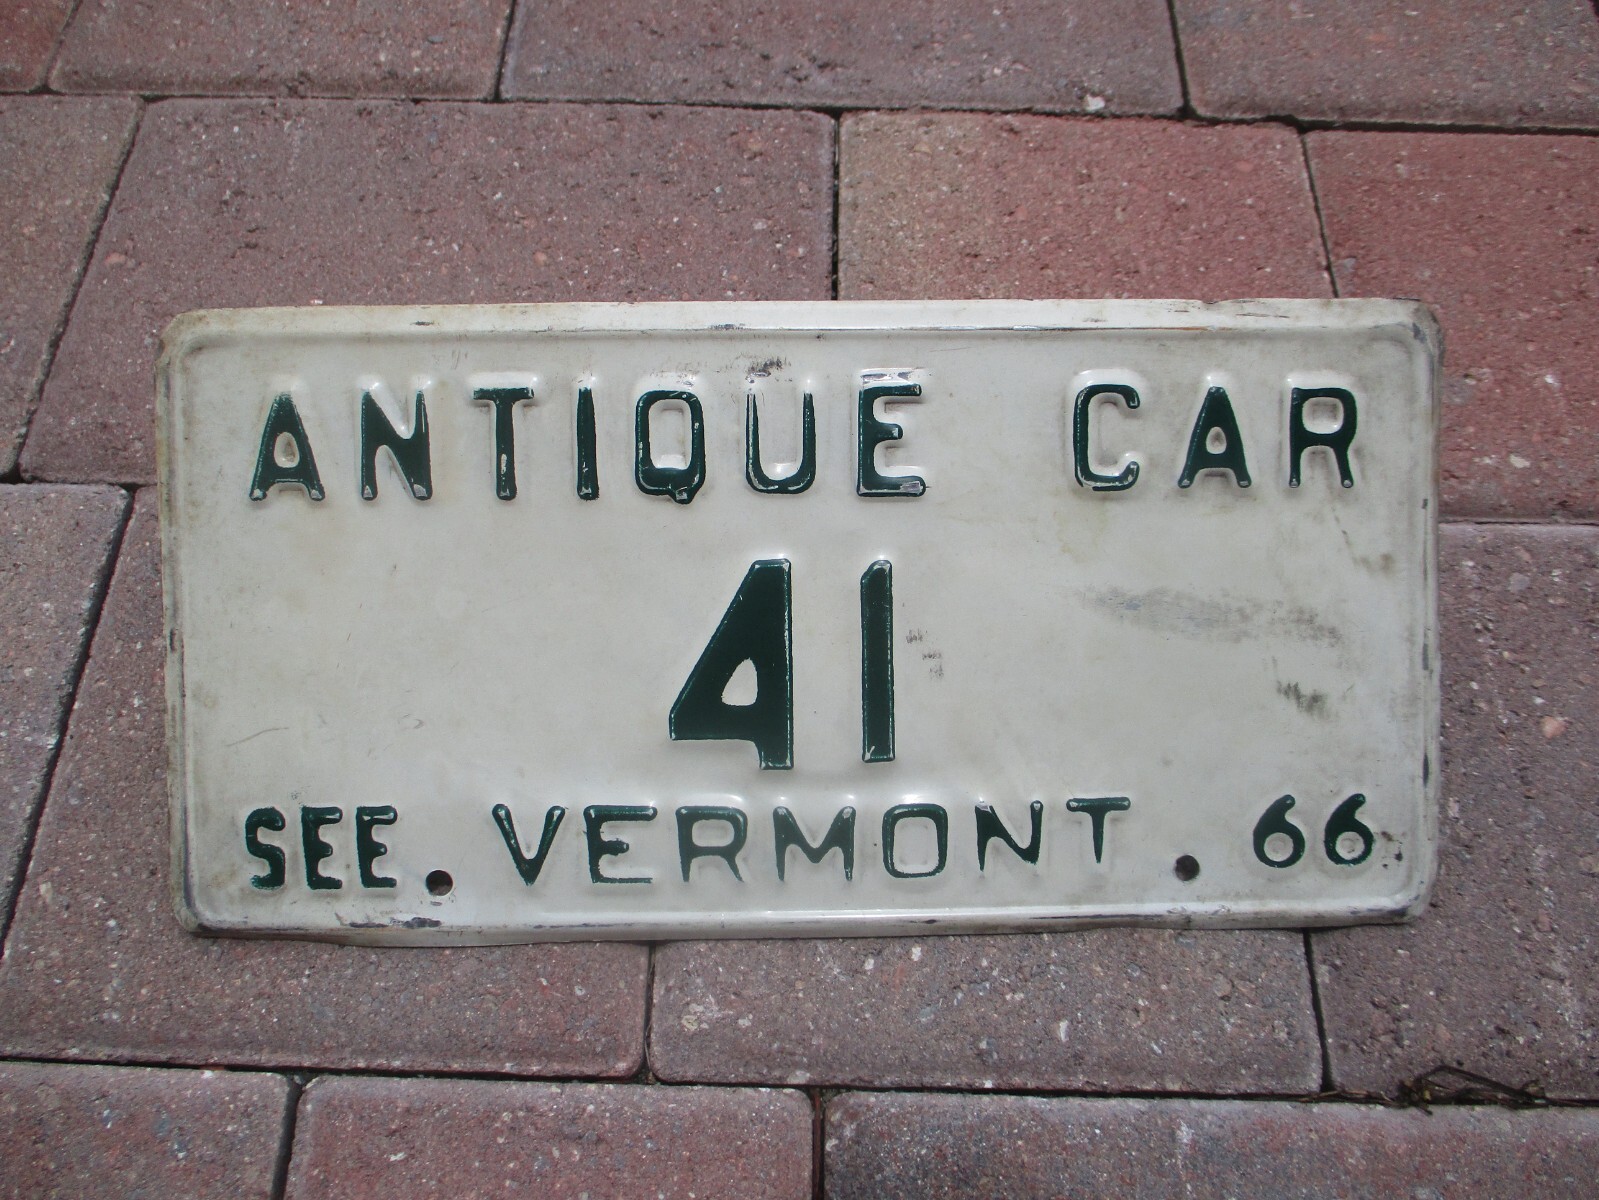 ANTIQUE CAR
41
SEE. VERMONT. 66